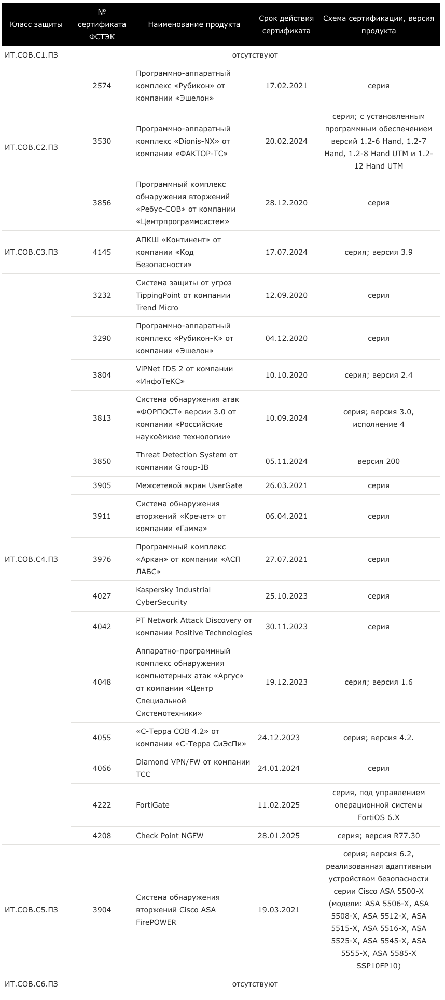 Класс защиты
№
сертификата
ФСТЭК
Наименование продукта
Срок действия
сертификата
Схема сертификации, версия
продукта
ИТ.СОВ.С1.ПЗ
отсутствуют
ИТ.СОВ.С2.ПЗ
2574
Программно-аппаратный
комплекс «Рубикон» от
компании «Эшелон»
17.02.2021
серия
3530
Программно-аппаратный
комплекс «Dionis-NX» от
компании «ФАКТОР-ТС»
20.02.2024
серия; с установленным
программным обеспечением
версий 1.2-6 Hand, 1.2-7
Hand, 1.2-8 Hand UTM и 1.2-
12 Hand UTM
3856
Программный комплекс
обнаружения вторжений
«Ребус-СОВ» от компании
«Центрпрограммсистем»
28.12.2020
серия
ИТ.СОВ.С3.ПЗ
4145
АПКШ «Континент» от
компании «Код
Безопасности»
17.07.2024
серия; версия 3.9
ИТ.СОВ.С4.ПЗ
3232
Система защиты от угроз
TippingPoint от компании
Trend Micro
12.09.2020
серия
3290
Программно-аппаратный
комплекс «Рубикон-К» от
компании «Эшелон»
04.12.2020
серия
3804
ViPNet IDS 2 от компании
«ИнфоТеКС»
10.10.2020
серия; версия 2.4
3813
Система обнаружения атак
«ФОРПОСТ» версии 3.0 от
компании «Российские
наукоёмкие технологии»
10.09.2024
серия; версия 3.0,
исполнение 4
3850
Threat Detection System от
компании Group-IB
05.11.2024
версия 200
3905
Межсетевой экран UserGate
26.03.2021
серия
3911
Система обнаружения
вторжений «Кречет» от
компании «Гамма»
06.04.2021
серия
3976
Программный комплекс
«Аркан» от компании «АСП
ЛАБС»
27.07.2021
серия
4027
Kaspersky Industrial
CyberSecurity
25.10.2023
серия
4042
PT Network Attack Discovery от
компании Positive Technologies
30.11.2023
серия
4048
Аппаратно-программный
комплекс обнаружения
компьютерных атак «Аргус»
от компании «Центр
Специальной
Системотехники»
19.12.2023
серия; версия 1.6
4055
«С-Терра СОВ 4.2» от
компании «С-Терра СиЭсПи»
24.12.2023
серия; версия 4.2.
4066
Diamond VPN/FW от компании
ТСС
24.01.2024
серия
4222
FortiGate
11.02.2025
серия, под управлением
операционной системы
FortiOS 6.X
4208
Check Point NGFW
28.01.2025
серия; версия R77.30
ИТ.СОВ.С5.ПЗ
3904
Система обнаружения
вторжений Cisco ASA
FirePOWER
19.03.2021
серия; версия 6.2,
реализованная адаптивным
устройством безопасности
серии Cisco ASA 5500-X
(модели: ASA 5506-X, ASA
5508-X, ASA 5512-X, ASA
5515-X, ASA 5516-X, ASA
5525-X, ASA 5545-X, ASA
5555-X, ASA 5585-X
SSP10FP10)
ИТ.СОВ.С6.ПЗ
отсутствуют